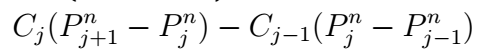 $C_j(P_{j+1}^n - P_j^n) - C_{j-1}(P_j^n - P_{j-1}^n)$